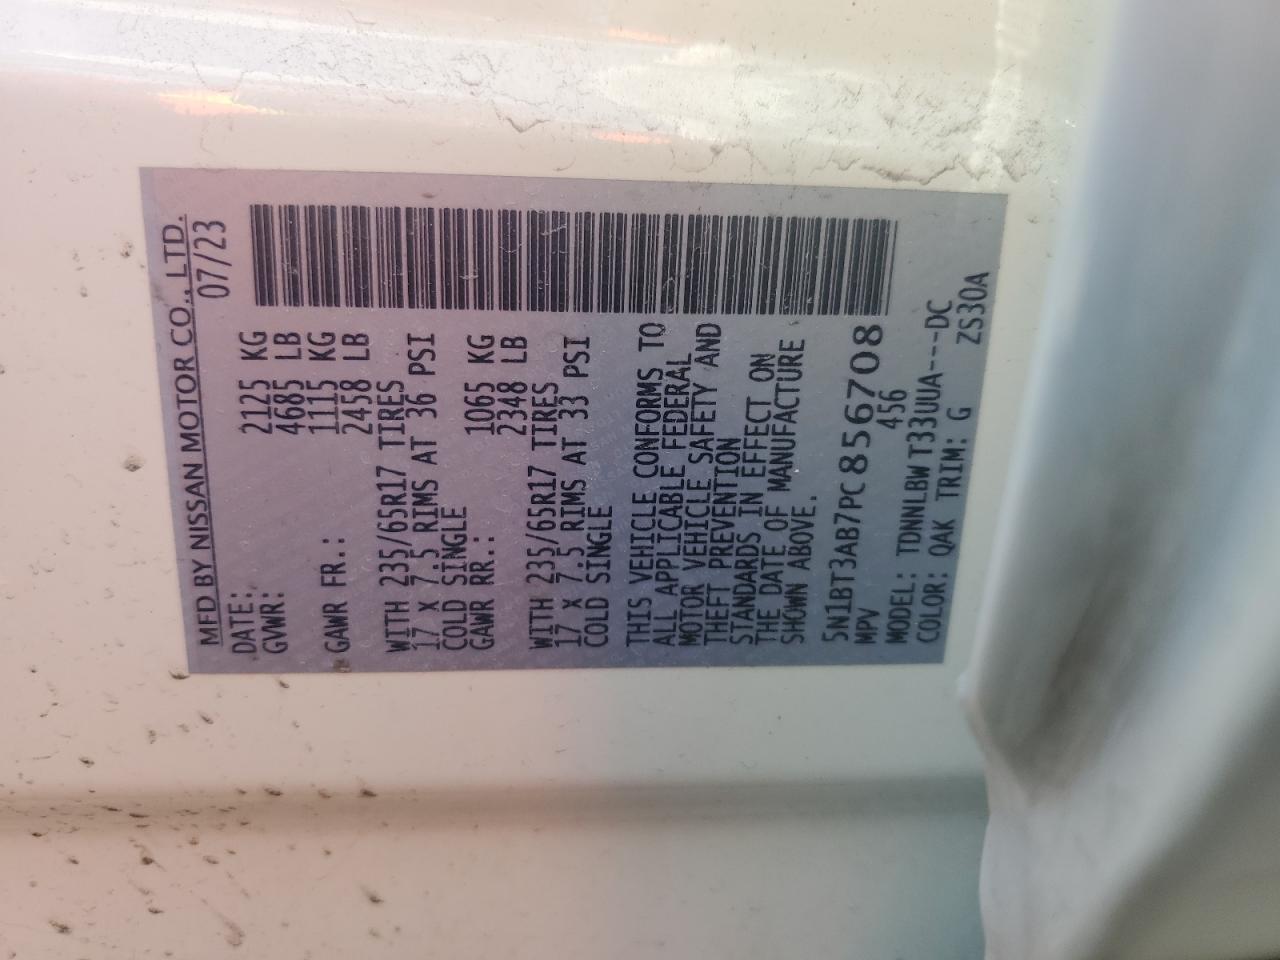 MFD BY NISSAN MOTOR CO., LTD.
DATE: 07/23
GVWR: 2125 KG
4685 LB
GAWR FR.: 1115 KG
2458 LB
WITH 235/65R17 TIRES
17 X 7.5 RIMS AT 36 PSI
COLD SINGLE
GAWR RR.: 1065 KG
2348 LB
WITH 235/65R17 TIRES
17 X 7.5 RIMS AT 33 PSI
COLD SINGLE
THIS VEHICLE CONFORMS TO
ALL APPLICABLE FEDERAL
MOTOR VEHICLE SAFETY AND
THEFT PREVENTION
STANDARDS IN EFFECT ON
THE DATE OF MANUFACTURE
SHOWN ABOVE.
5N1BT3AB7PC856708
MPV 456
MODEL: TDNNLBW T33UUA----DC
COLOR: QAK TRIM: G ZS30A